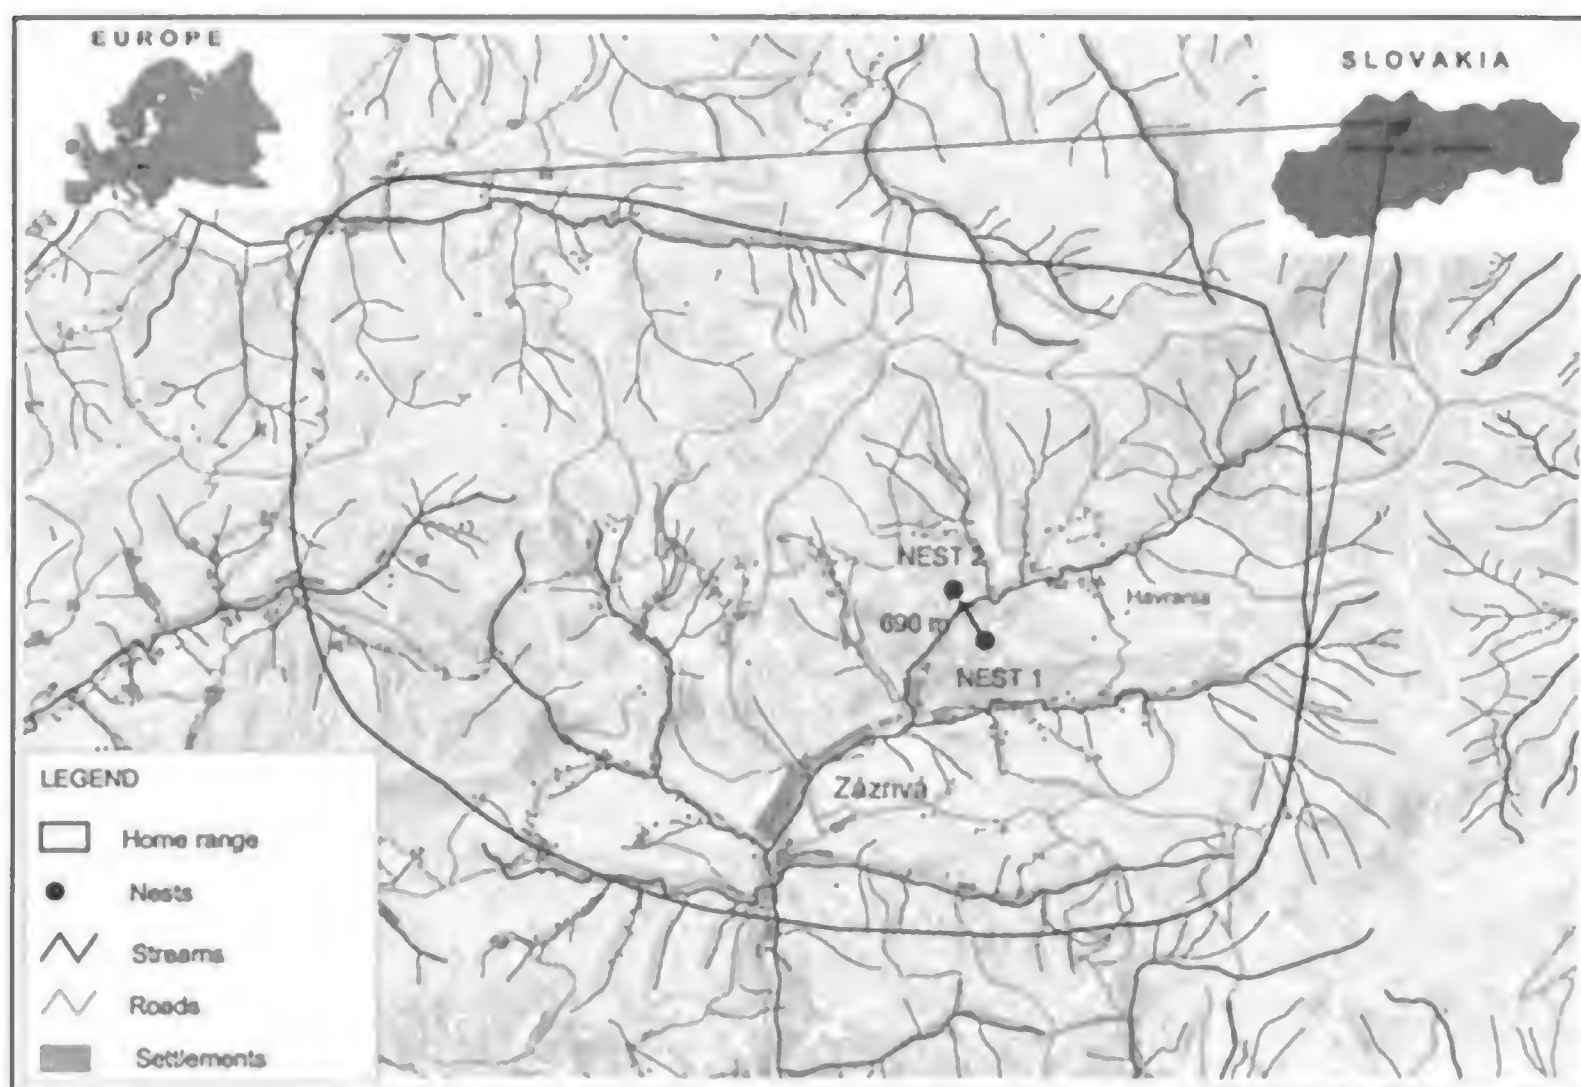 EUROPE
SLOVAKIA
NEST 2
Havrania
690 m
NEST 1
Zázrivá
LEGEND
Home range
Nests
Streams
Roads
Settlements